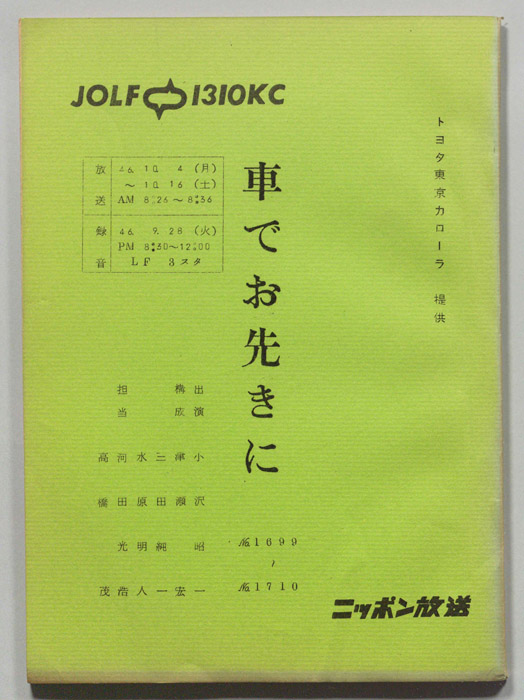 JOLF 1310KC
トヨタ東京カローラ 提供
車でお先きに
放送 46. 10. 4 (月)
～ 10. 16 (土)
AM 8:26～8:36
録音 46. 9. 28 (火)
PM 8:30～12:00
LF 3スタ
出演 小沢昭一
構成 津瀬宏
三田純一
水原明人
担当 河田光浩
高橋茂
№1699
～
№1710
ニッポン放送